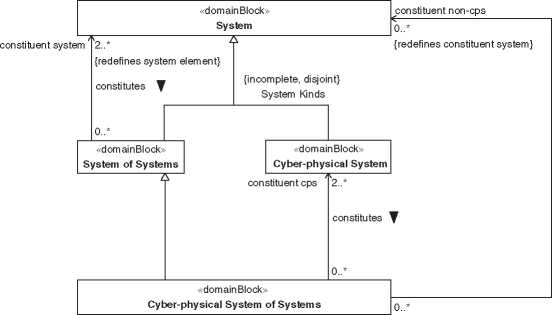 «domainBlock»
System
constituent non-cps
0..*
{redefines constituent system}
constituent system
2..*
{redefines system element}
constitutes
{incomplete, disjoint}
System Kinds
0..*
«domainBlock»
System of Systems
«domainBlock»
Cyber-physical System
constituent cps
2..*
constitutes
0..*
«domainBlock»
Cyber-physical System of Systems
0..*